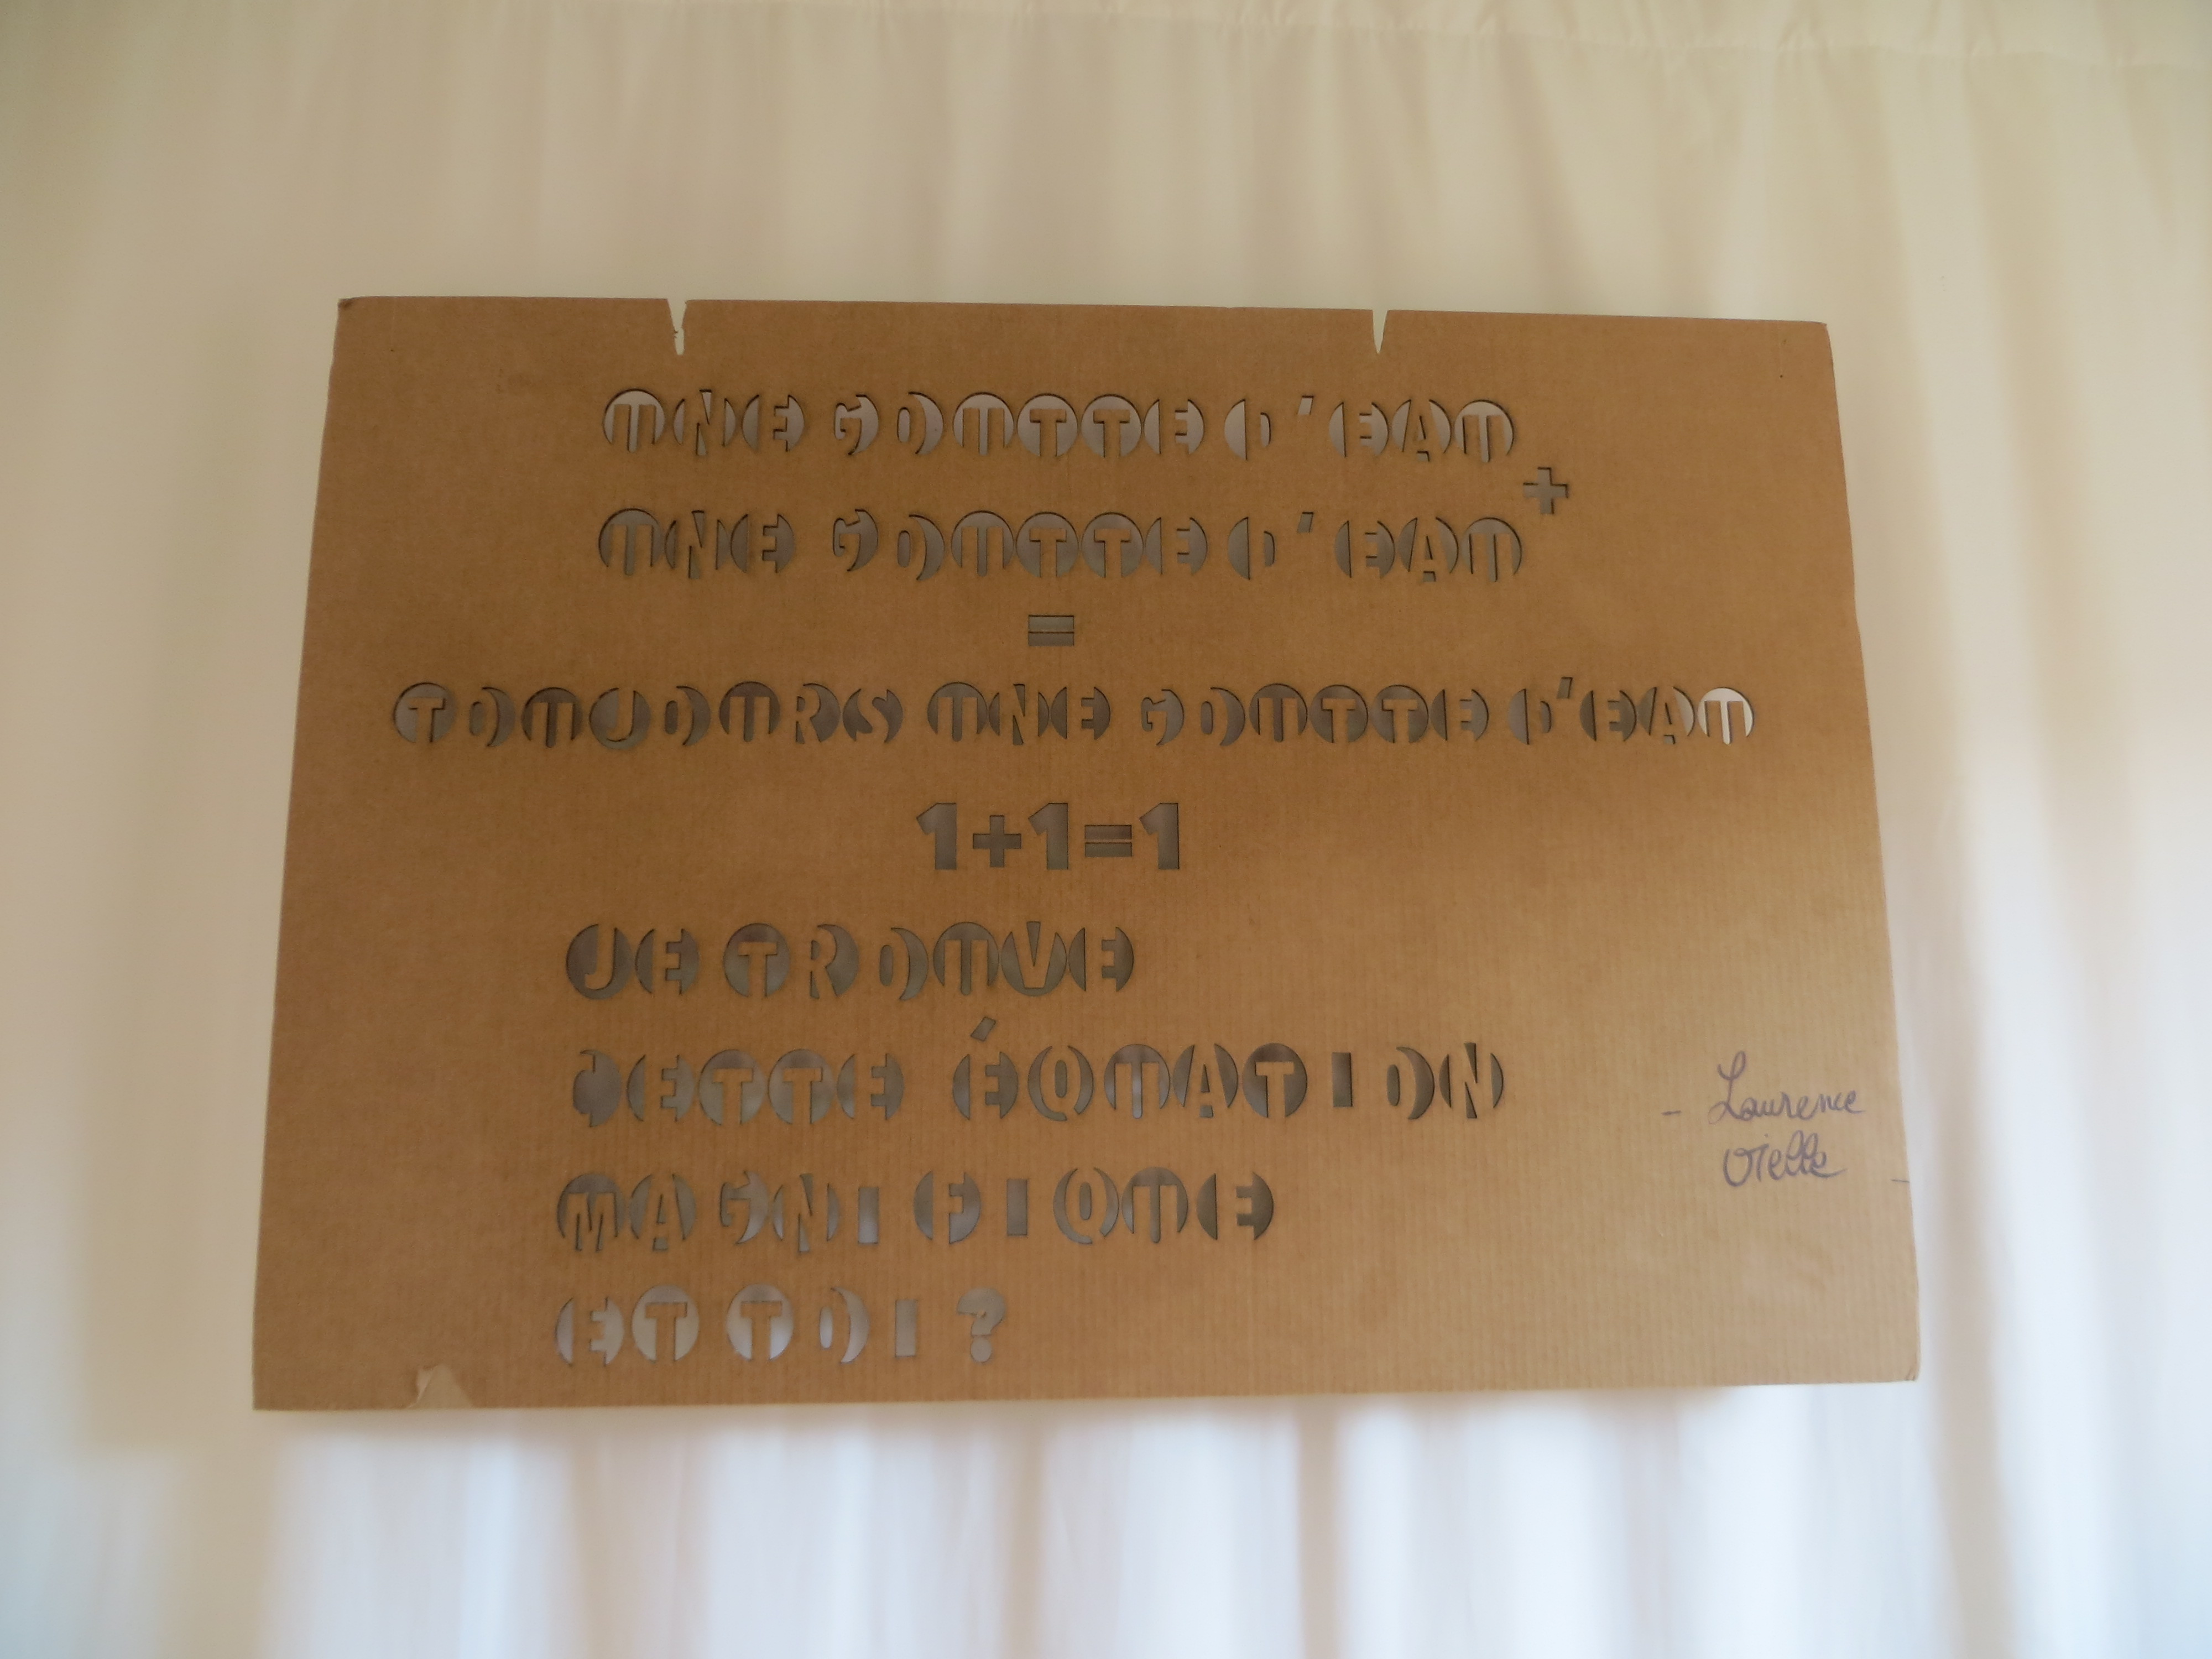 UNE GOUTTE D'EAU
+
UNE GOUTTE D'EAU
=
TOUJOURS UNE GOUTTE D'EAU
1+1=1
JE TROUVE
CETTE ÉQUATION
MAGNIFIQUE
ET TOI ?
- Laurence
Vielle -